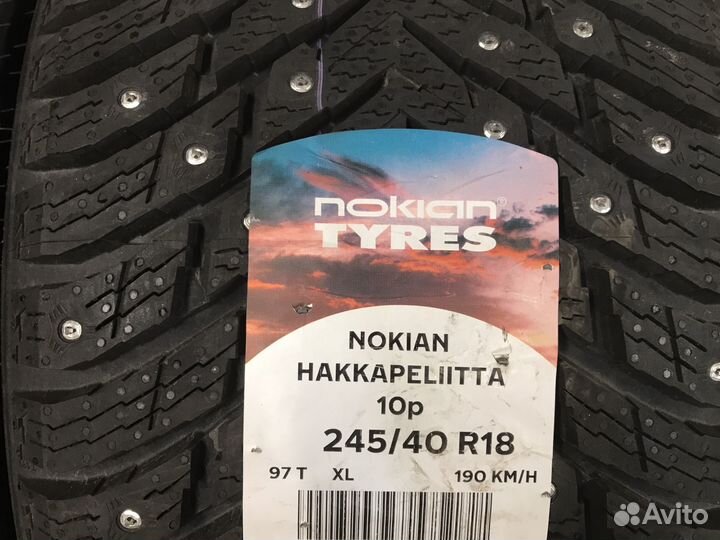 nokian®
TYRES
NOKIAN
HAKKAPELIITTA
10p
245/40 R18
97 T XL 190 KM/H
Avito